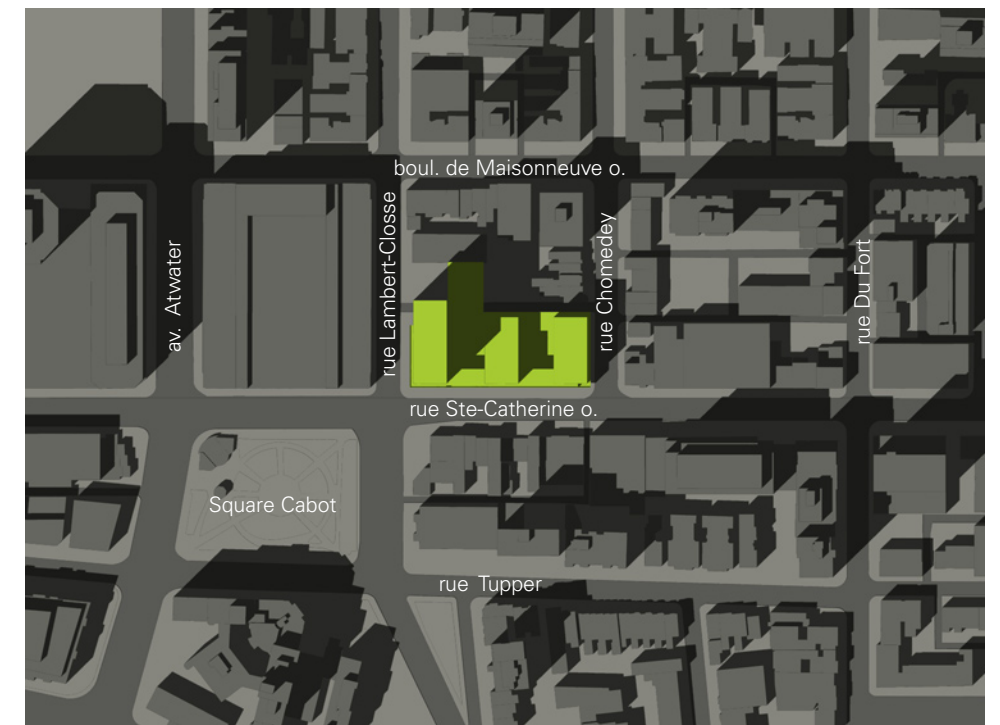 boul. de Maisonneuve o.
av. Atwater
rue Lambert-Closse
rue Chomedey
rue Du Fort
rue Ste-Catherine o.
Square Cabot
rue Tupper